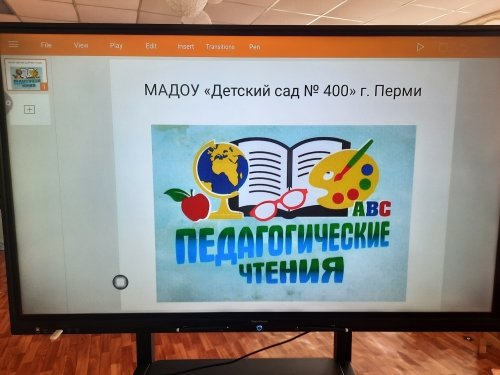 File View Play Edit Insert Transitions Pen
МАДОУ «Детский сад № 400» г. Перми
ABC
ПЕДАГОГИЧЕСКИЕ
ЧТЕНИЯ